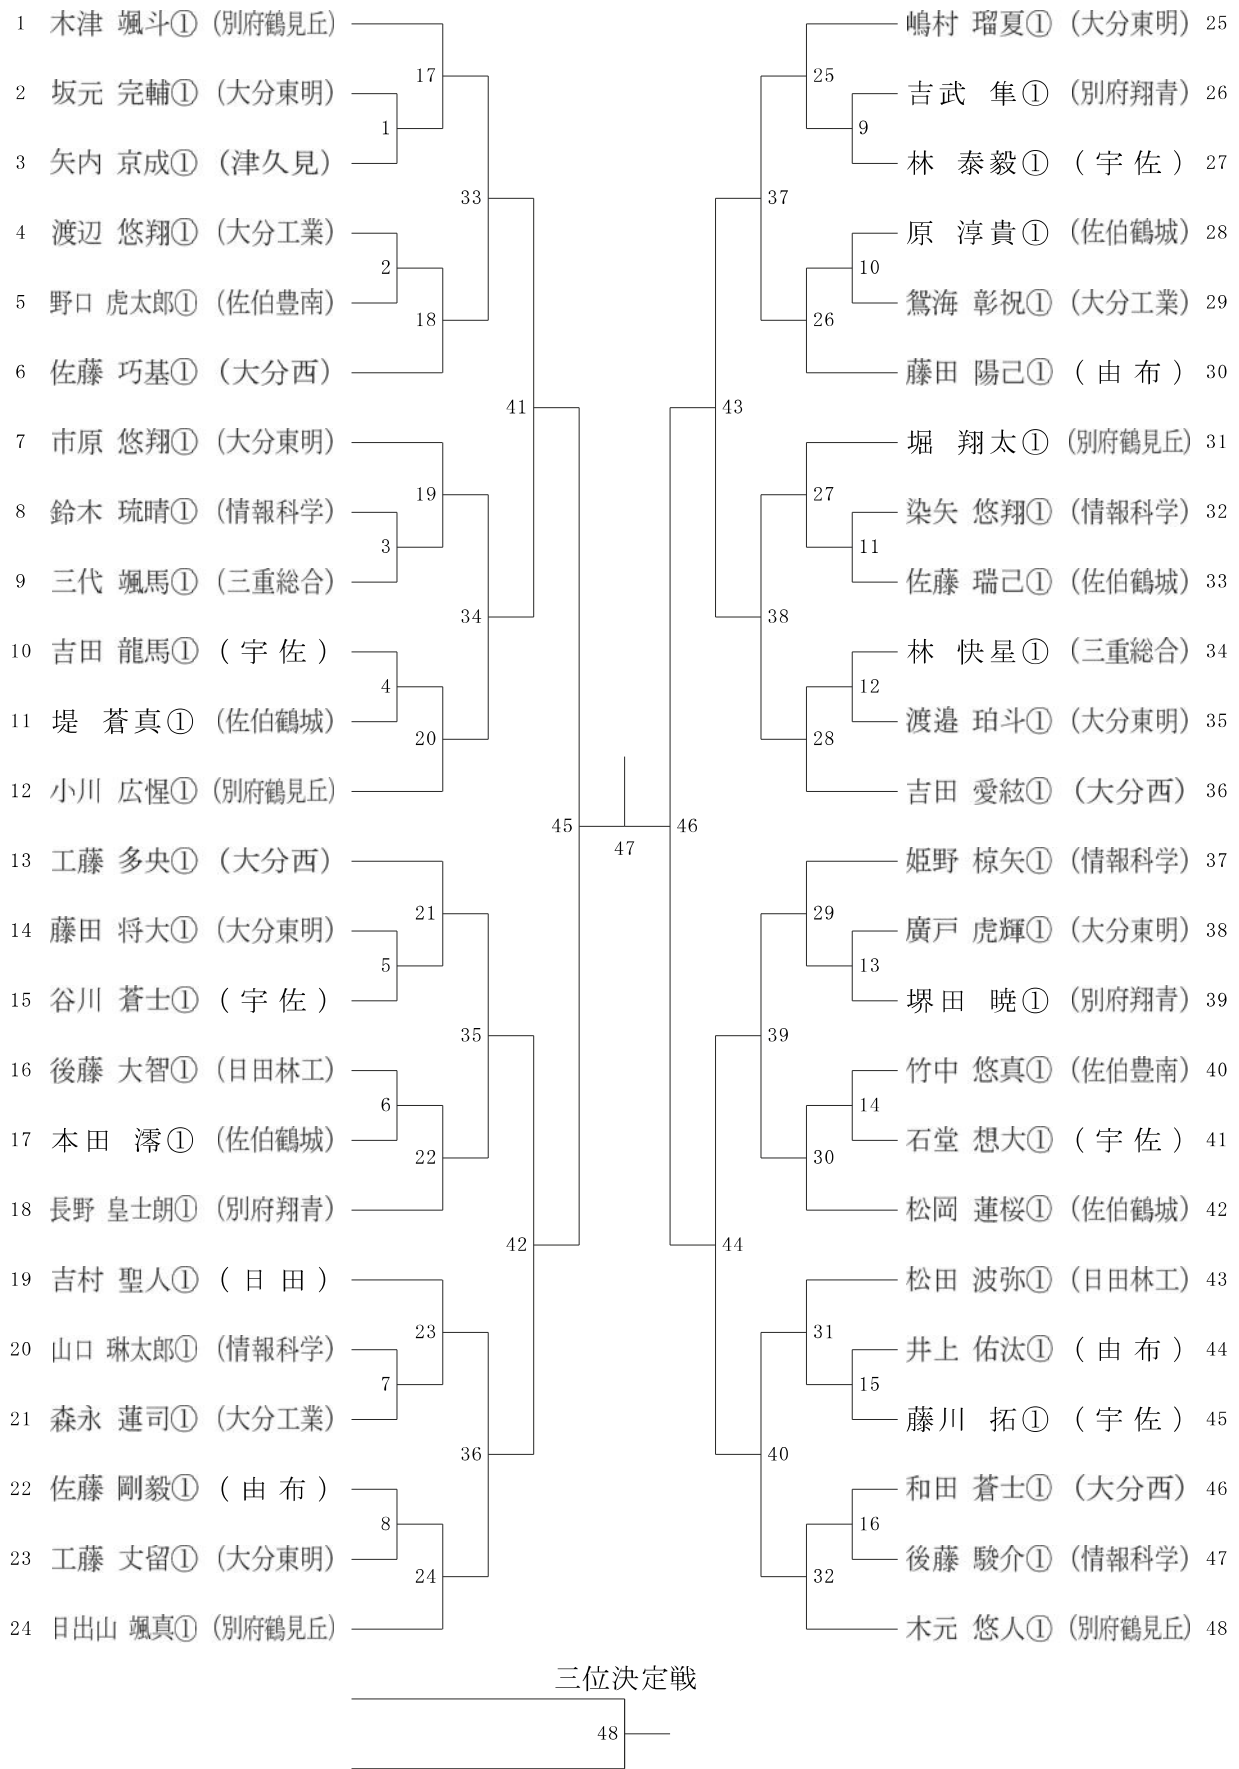 1 木津 颯斗① (別府鶴見丘)
2 坂元 完輔① (大分東明)
3 矢内 京成① (津久見)
4 渡辺 悠翔① (大分工業)
5 野口 虎太郎① (佐伯豊南)
6 佐藤 巧基① (大分西)
7 市原 悠翔① (大分東明)
8 鈴木 琉晴① (情報科学)
9 三代 颯馬① (三重総合)
10 吉田 龍馬① (宇佐)
11 堤 蒼真① (佐伯鶴城)
12 小川 広惺① (別府鶴見丘)
13 工藤 多央① (大分西)
14 藤田 将大① (大分東明)
15 谷川 蒼士① (宇佐)
16 後藤 大智① (日田林工)
17 本田 澪① (佐伯鶴城)
18 長野 皇士朗① (別府翔青)
19 吉村 聖人① (日田)
20 山口 琳太郎① (情報科学)
21 森永 蓮司① (大分工業)
22 佐藤 剛毅① (由布)
23 工藤 丈留① (大分東明)
24 日出山 颯真① (別府鶴見丘)
17
1
33
2
18
41
19
3
34
4
20
45
21
5
35
6
22
42
23
7
36
8
24
47
25
9
37
10
26
43
27
11
38
12
28
46
29
13
39
14
30
44
31
15
40
16
32
嶋村 瑠夏① (大分東明) 25
吉武 隼① (別府翔青) 26
林 泰毅① (宇佐) 27
原 淳貴① (佐伯鶴城) 28
鴛海 彰祝① (大分工業) 29
藤田 陽己① (由布) 30
堀 翔太① (別府鶴見丘) 31
染矢 悠翔① (情報科学) 32
佐藤 瑞己① (佐伯鶴城) 33
林 快星① (三重総合) 34
渡邉 珀斗① (大分東明) 35
吉田 愛絃① (大分西) 36
姫野 椋矢① (情報科学) 37
廣戸 虎輝① (大分東明) 38
堺田 暁① (別府翔青) 39
竹中 悠真① (佐伯豊南) 40
石堂 想大① (宇佐) 41
松岡 蓮桜① (佐伯鶴城) 42
松田 波弥① (日田林工) 43
井上 佑汰① (由布) 44
藤川 拓① (宇佐) 45
和田 蒼士① (大分西) 46
後藤 駿介① (情報科学) 47
木元 悠人① (別府鶴見丘) 48
三位決定戦
48